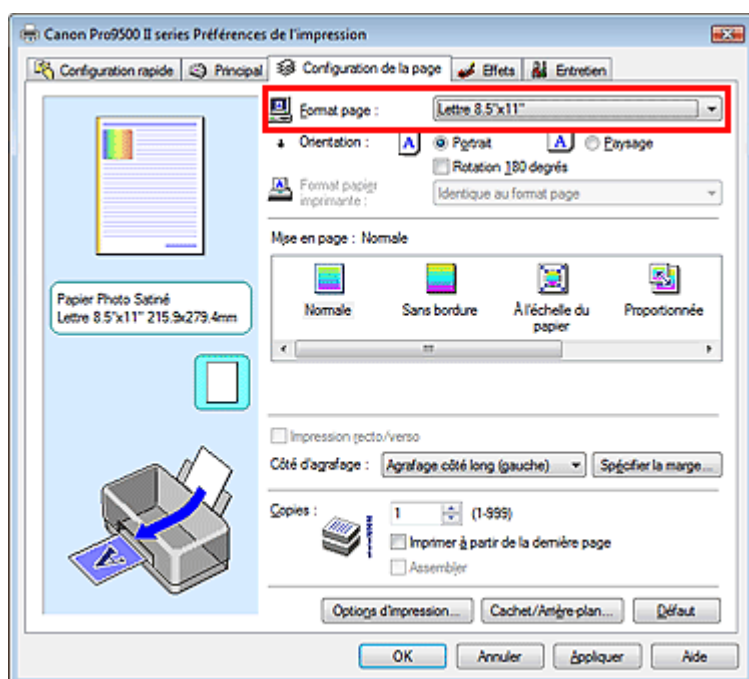 Canon Pro9500 II series Préférences de l'impression
Configuration rapide Principal Configuration de la page Effets Entretien
Format page : Lettre 8.5"x11"
Orientation : A Portrait A Paysage
Rotation 180 degrés
Format papier imprimante : Identique au format page
Mise en page : Normale
Normale Sans bordure À l'échelle du papier Proportionnée
Papier Photo Satiné
Lettre 8.5"x11" 215.9x279.4mm
Impression recto/verso
Côté d'agrafage : Agrafage côté long (gauche) Spécifier la marge...
Copies : 1 (1-999)
Imprimer à partir de la dernière page
Assembler
Options d'impression... Cachet/Arrière-plan... Défaut
OK Annuler Appliquer Aide